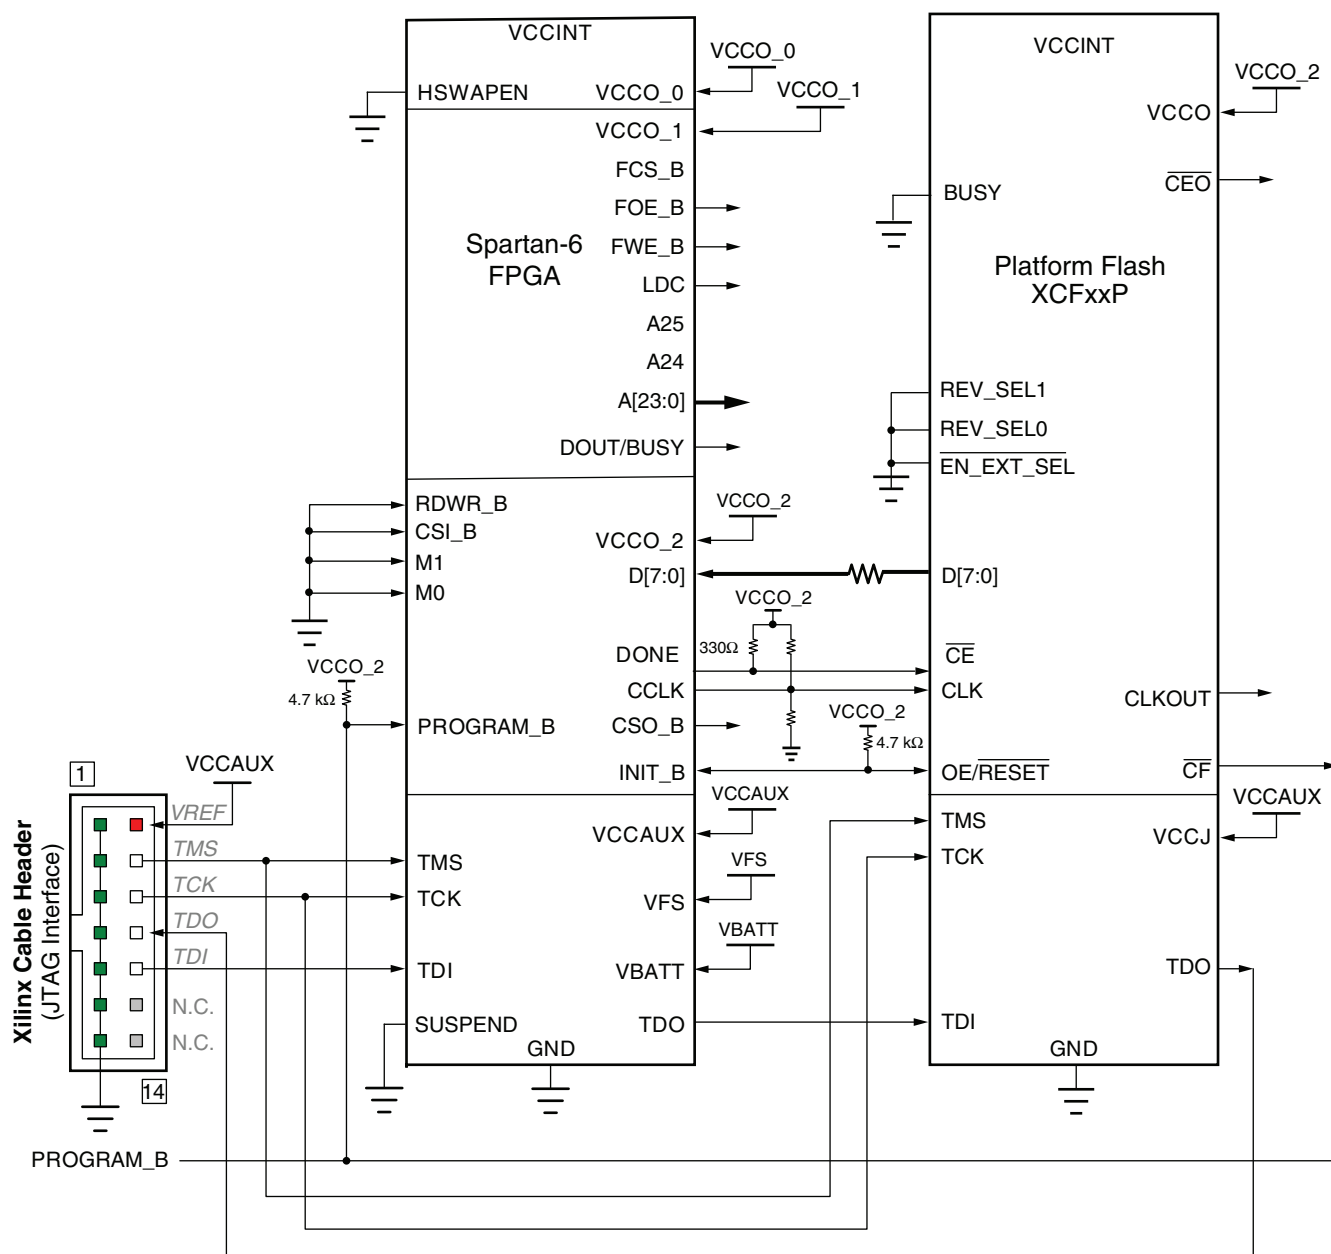 VCCINT
HSWAPEN
VCCO_0
VCCO_0
VCCO_1
VCCO_1
FCS_B
FOE_B
FWE_B
LDC
A25
A24
A[23:0]
DOUT/BUSY
Spartan-6
FPGA
RDWR_B
CSI_B
M1
M0
VCCO_2
VCCO_2
D[7:0]
VCCO_2
330Ω
DONE
CCLK
CSO_B
INIT_B
VCCO_2
4.7 kΩ
VCCO_2
4.7 kΩ
PROGRAM_B
VCCAUX
VCCAUX
VFS
VFS
VBATT
VBATT
TMS
TCK
TDI
SUSPEND
TDO
GND
VCCINT
VCCO_2
VCCO
CEO
BUSY
Platform Flash
XCFxxP
REV_SEL1
REV_SEL0
EN_EXT_SEL
D[7:0]
CE
CLK
CLKOUT
OE/RESET
CF
VCCAUX
TMS
VCCJ
TCK
TDO
TDI
GND
1
VCCAUX
VREF
TMS
TCK
TDO
TDI
N.C.
N.C.
14
Xilinx Cable Header
(JTAG Interface)
PROGRAM_B